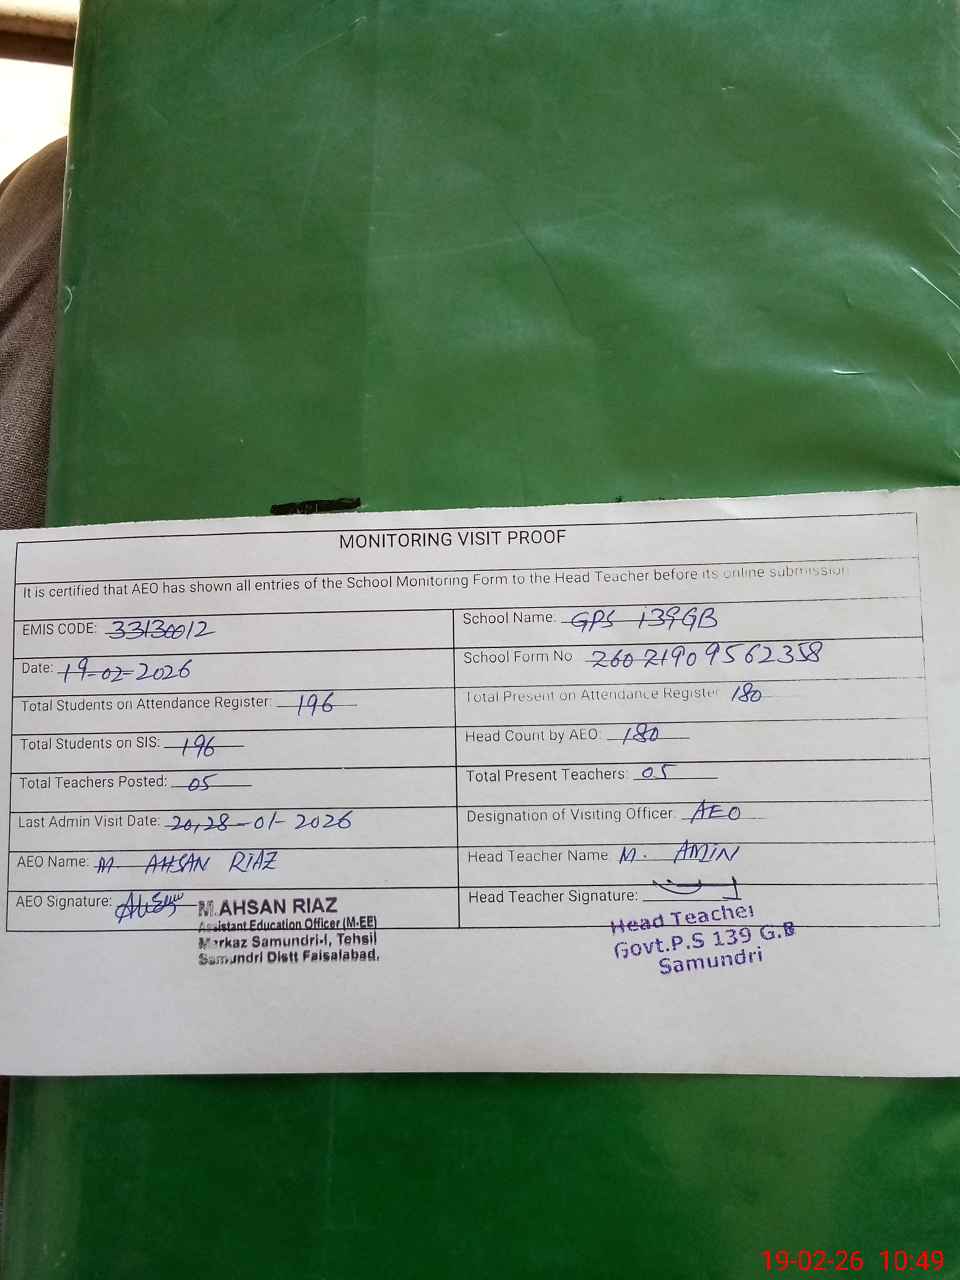 MONITORING VISIT PROOF
It is certified that AEO has shown all entries of the School Monitoring Form to the Head Teacher before its online submission
EMIS CODE: 33130012
School Name: GPS 139GB
Date: 19-02-2026
School Form No 26021909562358
Total Students on Attendance Register: 196
Total Present on Attendance Register 180
Total Students on SIS: 196
Head Count by AEO: 180
Total Teachers Posted: 05
Total Present Teachers: 05
Last Admin Visit Date: 20,28-01-2026
Designation of Visiting Officer: AEO
AEO Name: M. AHSAN RIAZ
Head Teacher Name: M. AMIN
AEO Signature:
Head Teacher Signature:
M.AHSAN RIAZ
Assistant Education Officer (M-EE)
Markaz Samundri-I, Tehsil
Samundri Distt Faisalabad.
Head Teacher
Govt.P.S 139 G.B
Samundri
19-02-26 10:49